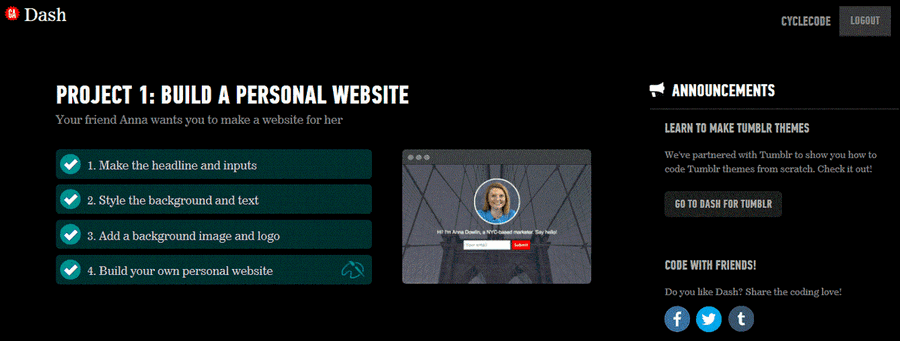 GA Dash
CYCLECODE
LOGOUT
PROJECT 1: BUILD A PERSONAL WEBSITE
Your friend Anna wants you to make a website for her
1. Make the headline and inputs
2. Style the background and text
3. Add a background image and logo
4. Build your own personal website
Hi! I'm Anna Dowlin, a NYC-based marketer. Say hello!
Your email
Submit
ANNOUNCEMENTS
LEARN TO MAKE TUMBLR THEMES
We've partnered with Tumblr to show you how to
code Tumblr themes from scratch. Check it out!
GO TO DASH FOR TUMBLR
CODE WITH FRIENDS!
Do you like Dash? Share the coding love!